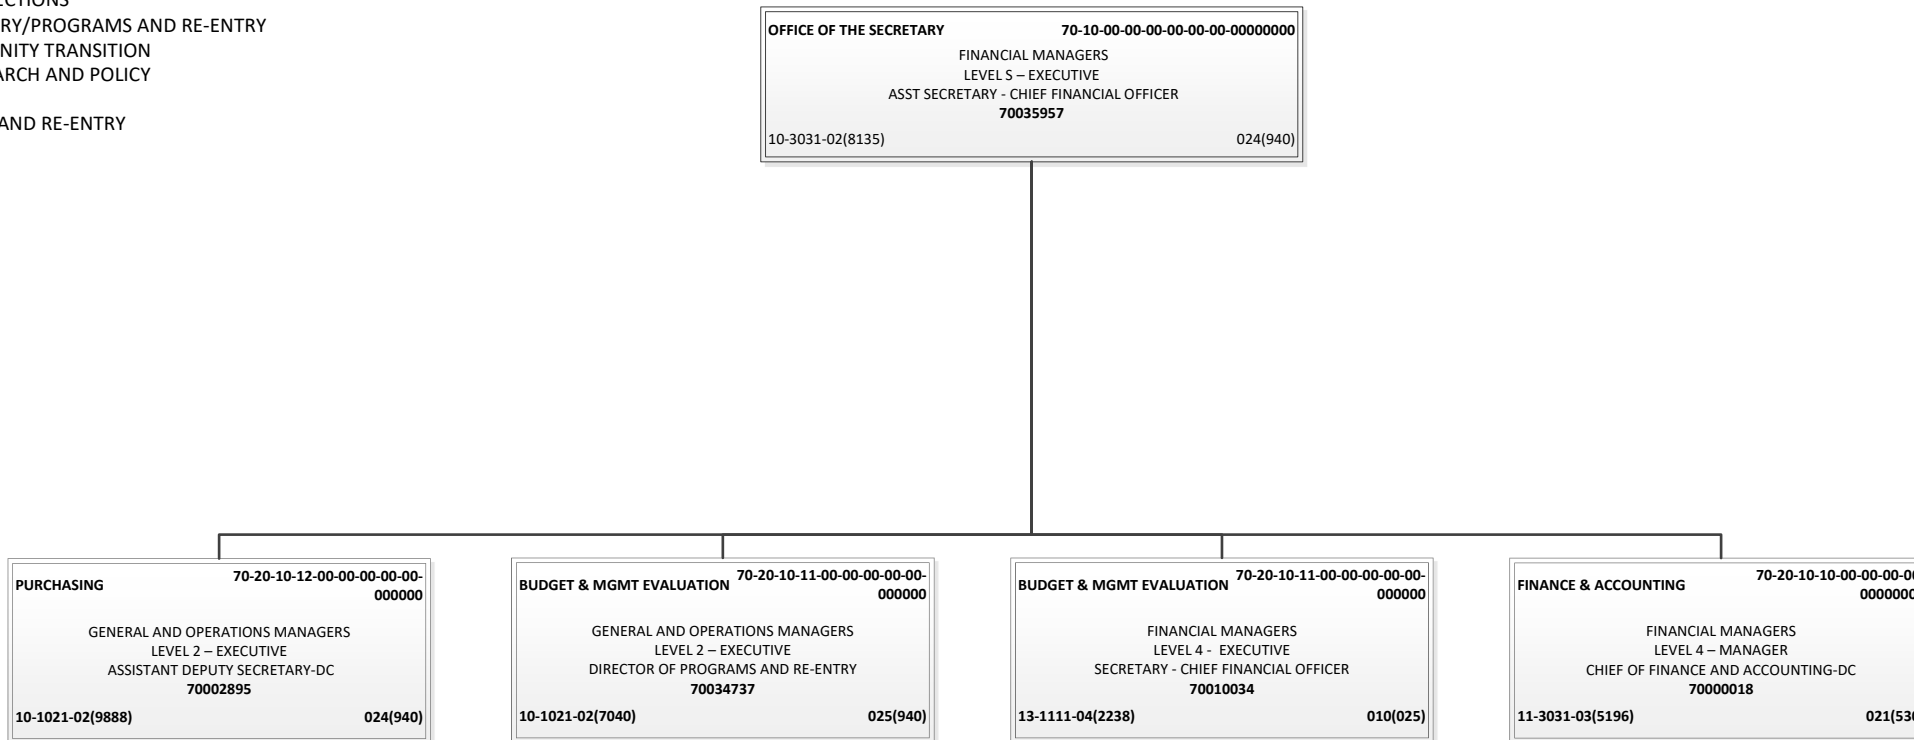 RY/PROGRAMS AND RE-ENTRY
NITY TRANSITION
ARCH AND POLICY
AND RE-ENTRY
OFFICE OF THE SECRETARY 70-10-00-00-00-00-00-00-00000000
FINANCIAL MANAGERS
LEVEL S – EXECUTIVE
ASST SECRETARY - CHIEF FINANCIAL OFFICER
70035957
10-3031-02(8135) 024(940)
PURCHASING 70-20-10-12-00-00-00-00-00-
000000
GENERAL AND OPERATIONS MANAGERS
LEVEL 2 – EXECUTIVE
ASSISTANT DEPUTY SECRETARY-DC
70002895
10-1021-02(9888) 024(940)
BUDGET & MGMT EVALUATION 70-20-10-11-00-00-00-00-00-
000000
GENERAL AND OPERATIONS MANAGERS
LEVEL 2 – EXECUTIVE
DIRECTOR OF PROGRAMS AND RE-ENTRY
70034737
10-1021-02(7040) 025(940)
BUDGET & MGMT EVALUATION 70-20-10-11-00-00-00-00-00-
000000
FINANCIAL MANAGERS
LEVEL 4 - EXECUTIVE
SECRETARY - CHIEF FINANCIAL OFFICER
70010034
13-1111-04(2238) 010(025)
FINANCE & ACCOUNTING 70-20-10-10-00-00-00-00
0000000
FINANCIAL MANAGERS
LEVEL 4 – MANAGER
CHIEF OF FINANCE AND ACCOUNTING-DC
70000018
11-3031-03(5196) 021(530